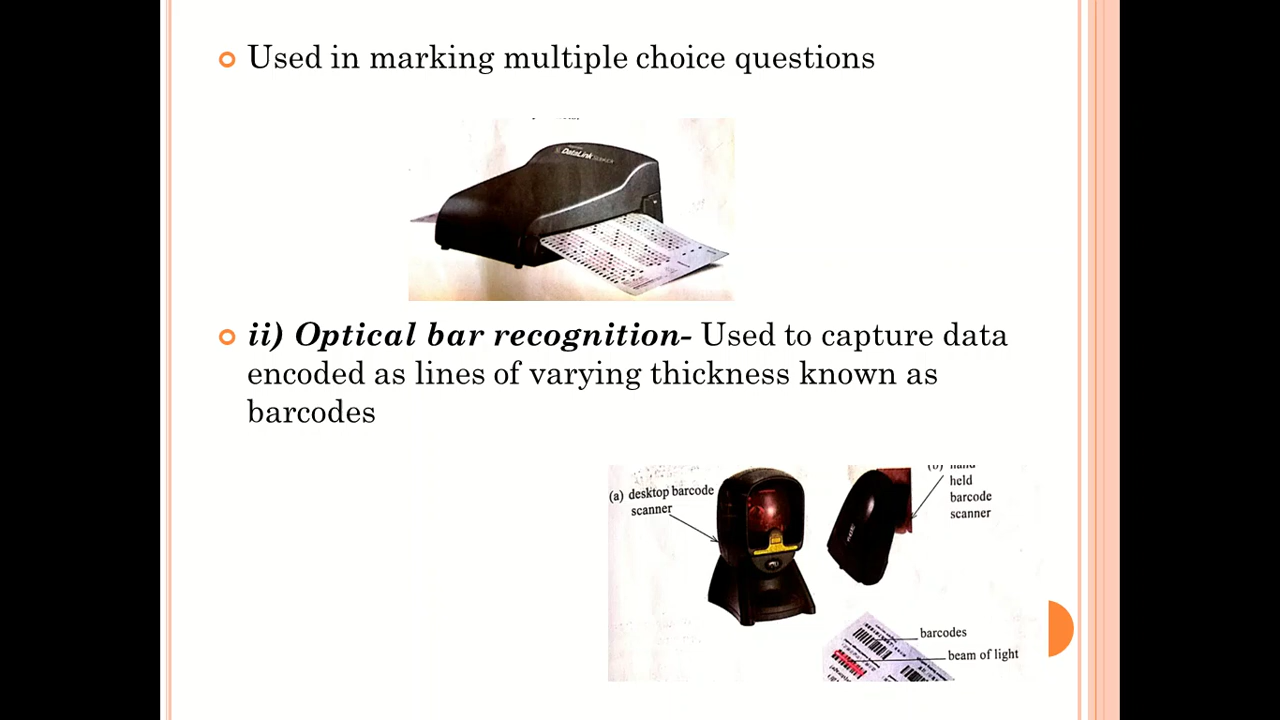 Used in marking multiple choice questions
DataLink
ii) Optical bar recognition- Used to capture data
encoded as lines of varying thickness known as
barcodes
(a) desktop barcode
scanner
(b) hand
held
barcode
scanner
barcodes
beam of light